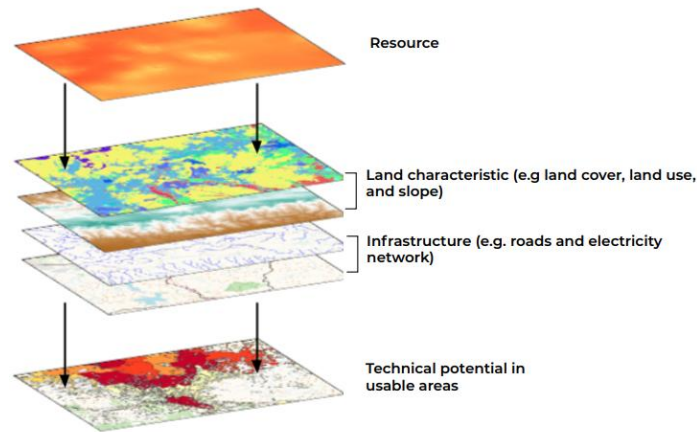 Resource
Land characteristic (e.g land cover, land use,
and slope)
Infrastructure (e.g. roads and electricity
network)
Technical potential in
usable areas